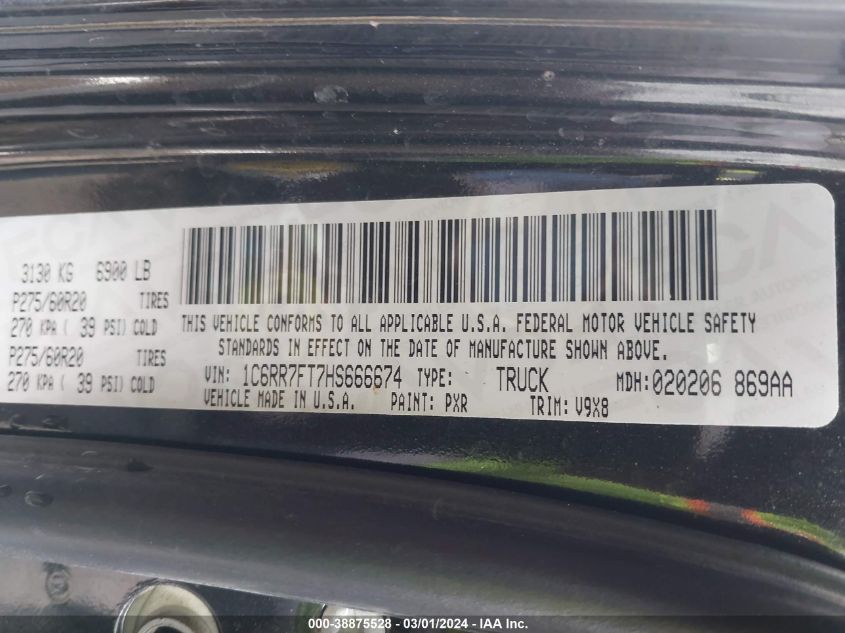 3130 KG 6900 LB
P275/60R20 TIRES
270 KPA ( 39 PSI) COLD
P275/60R20 TIRES
270 KPA ( 39 PSI) COLD
THIS VEHICLE CONFORMS TO ALL APPLICABLE U.S.A. FEDERAL MOTOR VEHICLE SAFETY
STANDARDS IN EFFECT ON THE DATE OF MANUFACTURE SHOWN ABOVE.
VIN: 1C6RR7FT7HS666674 TYPE: TRUCK MDH:020206 869AA
VEHICLE MADE IN U.S.A. PAINT: PXR TRIM: V9X8
000-38875528 - 03/01/2024 - IAA Inc.